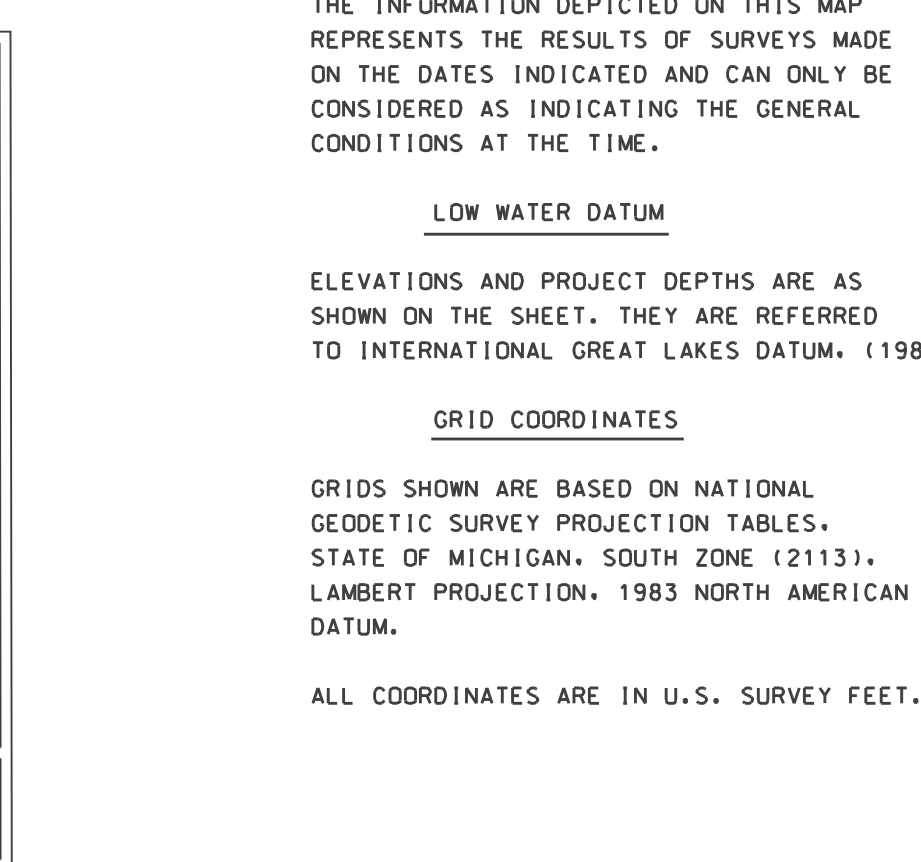 THE INFORMATION DEPICTED ON THIS MAP
REPRESENTS THE RESULTS OF SURVEYS MADE
ON THE DATES INDICATED AND CAN ONLY BE
CONSIDERED AS INDICATING THE GENERAL
CONDITIONS AT THE TIME.
LOW WATER DATUM
ELEVATIONS AND PROJECT DEPTHS ARE AS
SHOWN ON THE SHEET. THEY ARE REFERRED
TO INTERNATIONAL GREAT LAKES DATUM, (198
GRID COORDINATES
GRIDS SHOWN ARE BASED ON NATIONAL
GEODETIC SURVEY PROJECTION TABLES,
STATE OF MICHIGAN, SOUTH ZONE (2113),
LAMBERT PROJECTION, 1983 NORTH AMERICAN
DATUM.
ALL COORDINATES ARE IN U.S. SURVEY FEET.